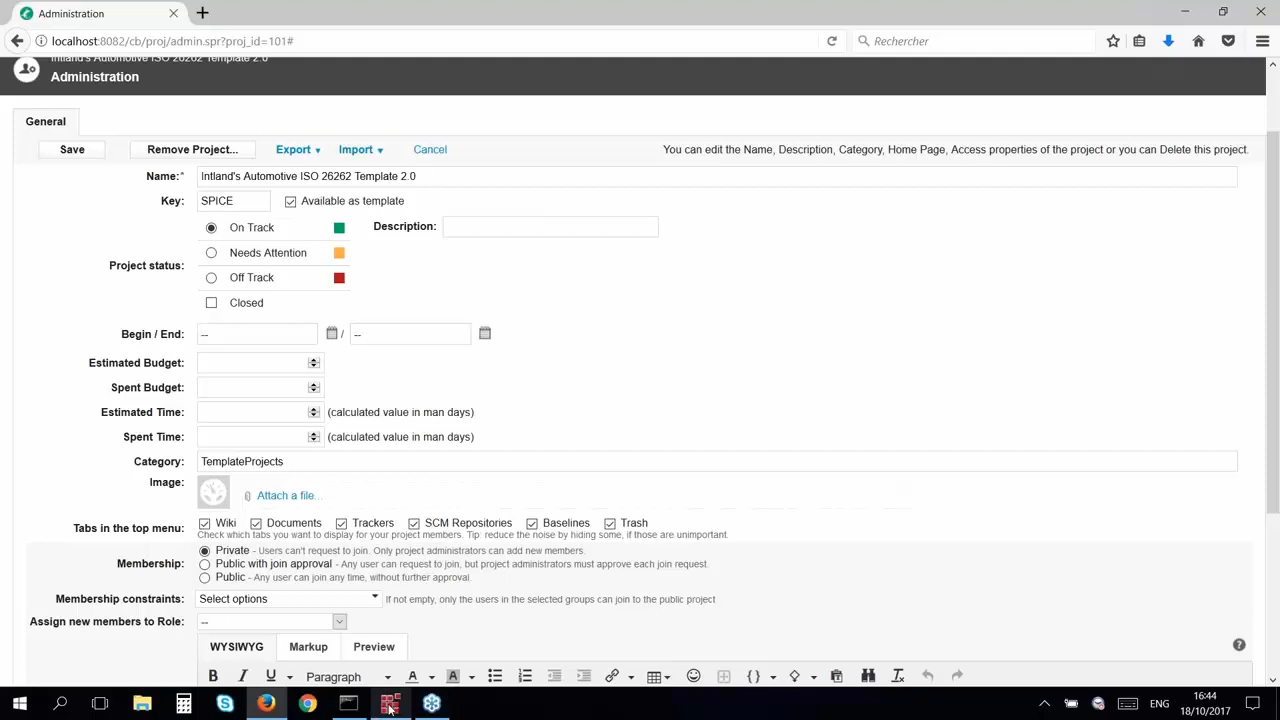 Administration
localhost:8082/cb/proj/admin.spr?proj_id=101#
Rechercher
Intland's Automotive ISO 26262 Template 2.0
Administration
General
Save
Remove Project...
Export
Import
Cancel
You can edit the Name, Description, Category, Home Page, Access properties of the project or you can Delete this project.
Name:* Intland's Automotive ISO 26262 Template 2.0
Key: SPICE Available as template
Project status:
On Track
Description:
Needs Attention
Off Track
Closed
Begin / End: -- / --
Estimated Budget:
Spent Budget:
Estimated Time: (calculated value in man days)
Spent Time: (calculated value in man days)
Category: TemplateProjects
Image: Attach a file...
Tabs in the top menu: Wiki Documents Trackers SCM Repositories Baselines Trash
Check which tabs you want to display for your project members. Tip: reduce the noise by hiding some, if those are unimportant.
Membership:
Private - Users can't request to join. Only project administrators can add new members.
Public with join approval - Any user can request to join, but project administrators must approve each join request.
Public - Any user can join any time, without further approval.
Membership constraints: Select options If not empty, only the users in the selected groups can join to the public project
Assign new members to Role: --
WYSIWYG Markup Preview
B I U Paragraph A A
ENG
16:44
18/10/2017